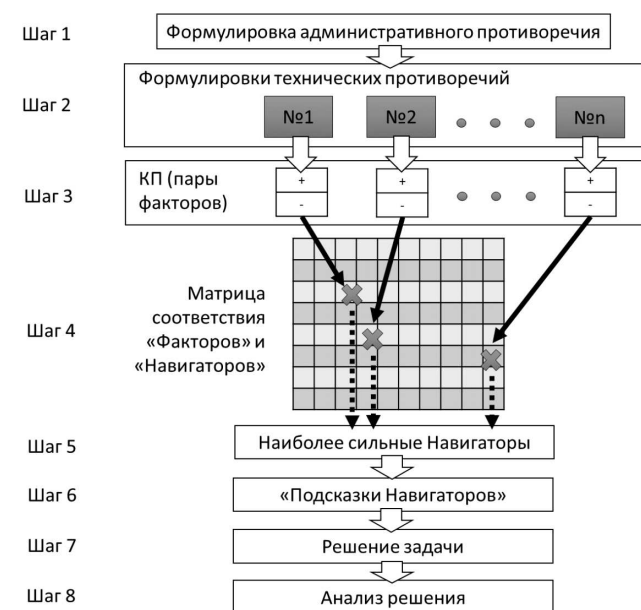 Шаг 1
Формулировка административного противоречия
Формулировки технических противоречий
Шаг 2
№1
№2
№n
Шаг 3
КП (пары
факторов)
+
-
+
-
+
-
Шаг 4
Матрица
соответствия
«Факторов» и
«Навигаторов»
Шаг 5
Наиболее сильные Навигаторы
Шаг 6
«Подсказки Навигаторов»
Шаг 7
Решение задачи
Шаг 8
Анализ решения